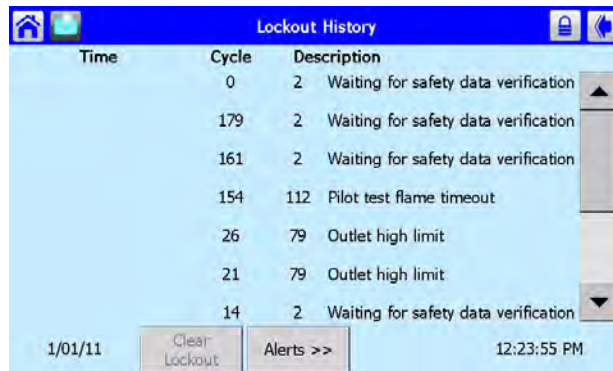 Lockout History
Time Cycle Description
0 2 Waiting for safety data verification
179 2 Waiting for safety data verification
161 2 Waiting for safety data verification
154 112 Pilot test flame timeout
26 79 Outlet high limit
21 79 Outlet high limit
14 2 Waiting for safety data verification
1/01/11 Clear Lockout Alerts >> 12:23:55 PM